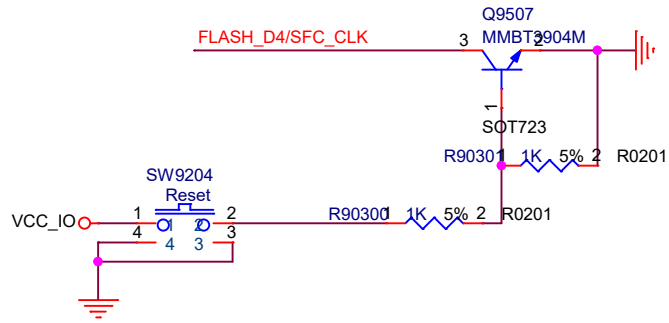 Q9507
FLASH_D4/SFC_CLK
3
MMBT3904M
2
1
SOT723
R90301
1
1K
5%
2
R0201
SW9204
Reset
VCC_IO
1
1
2
2
R90300
1
1K
5%
2
R0201
4
4
3
3